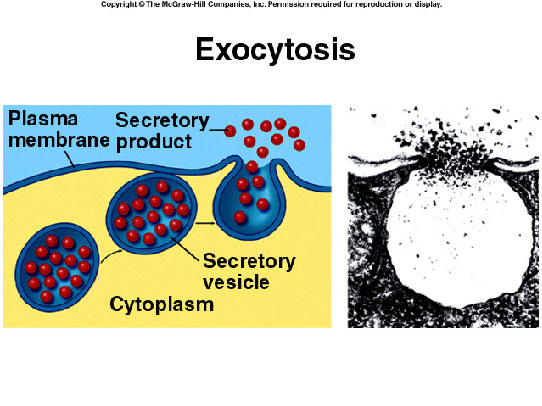 Copyright © The McGraw-Hill Companies, Inc. Permission required for reproduction or display.
Exocytosis
Plasma
membrane
Secretory
product
Secretory
vesicle
Cytoplasm